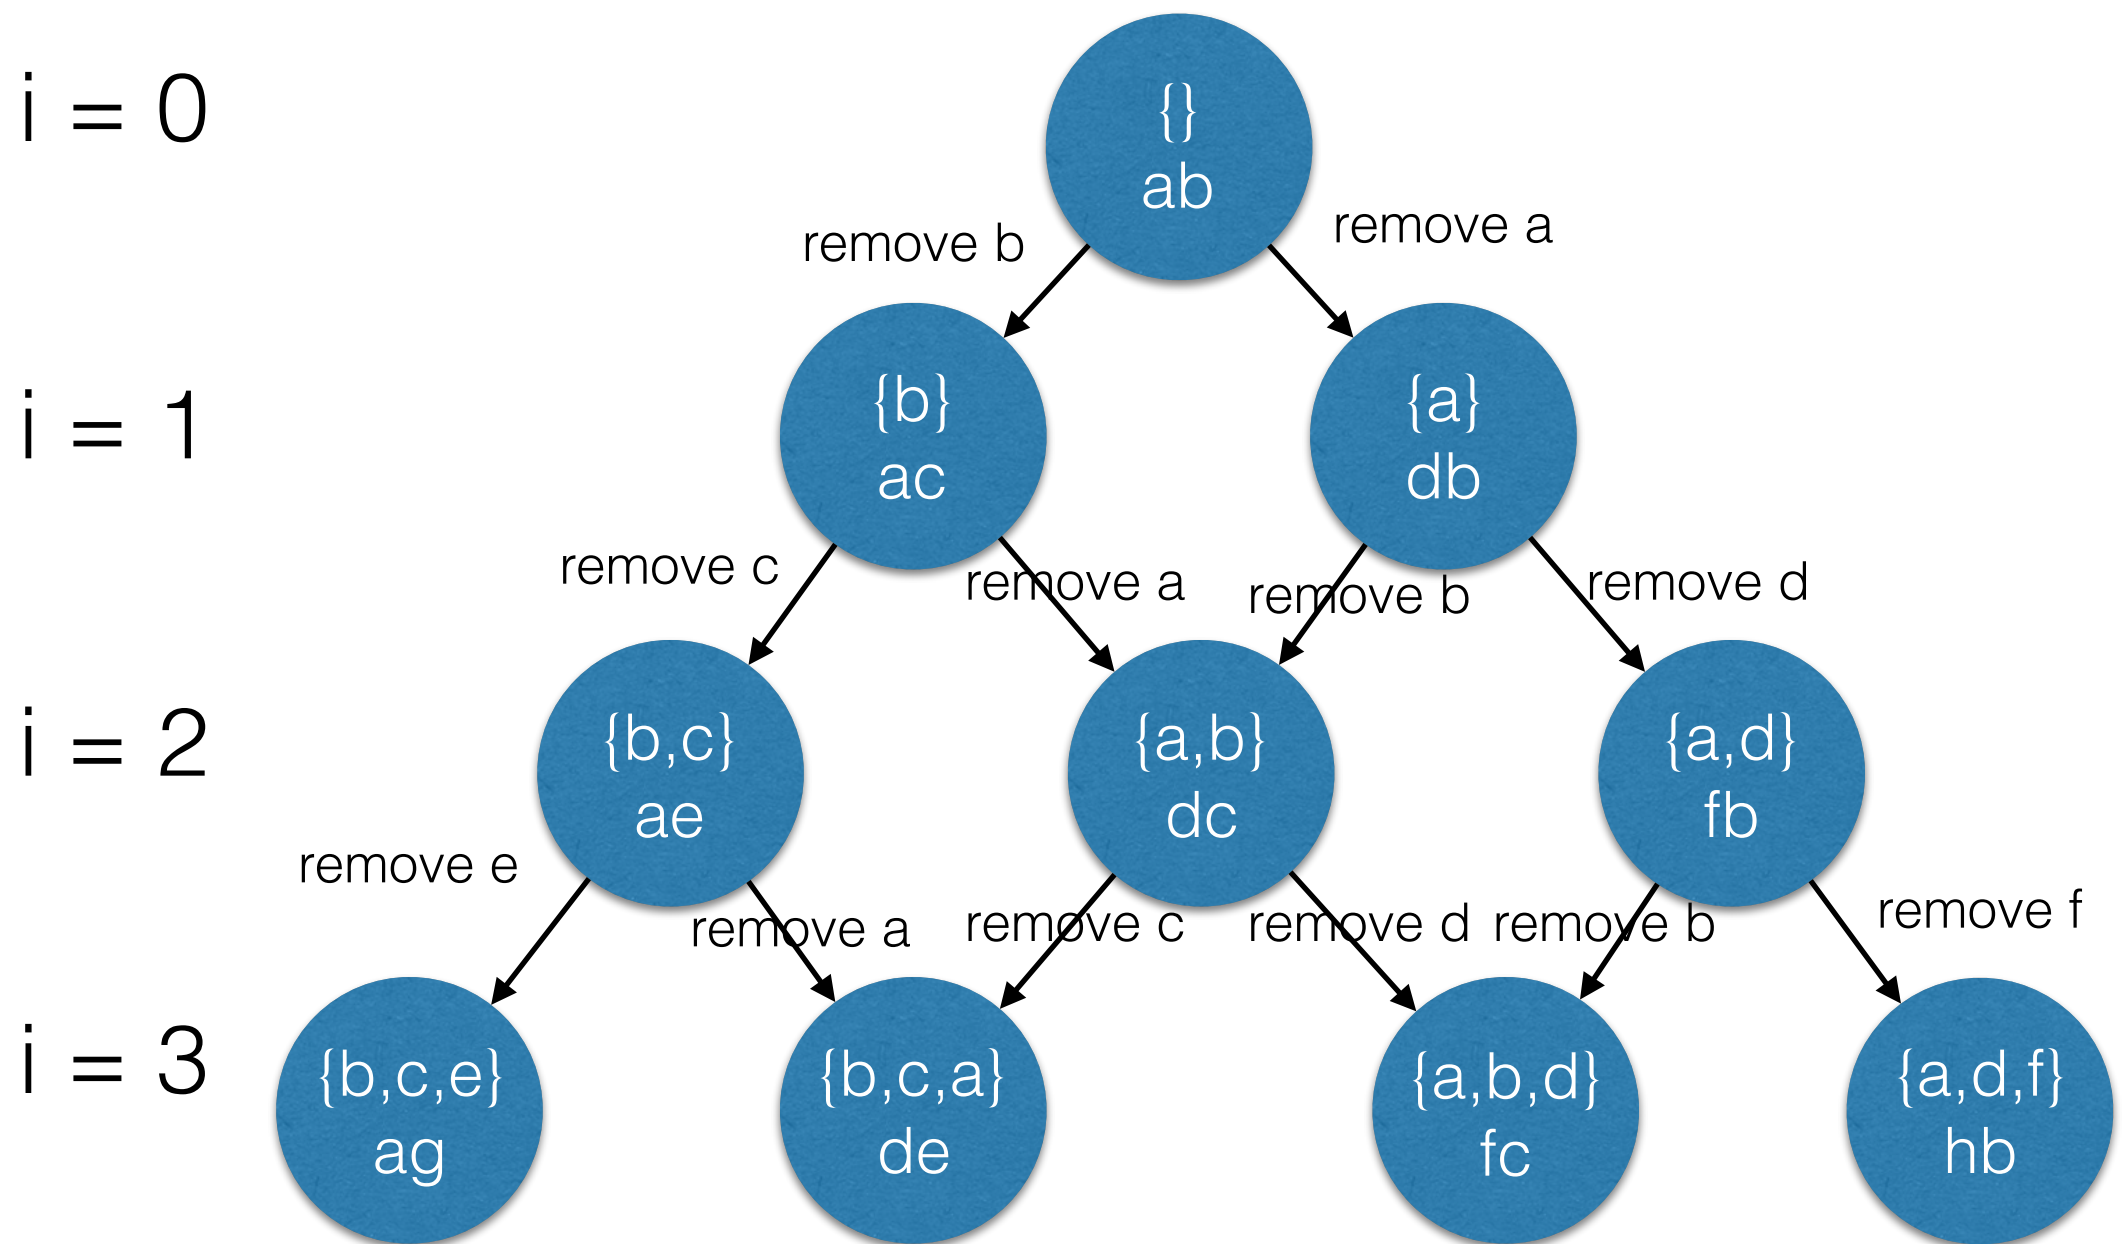 i = 0
{}
ab
remove b
remove a
i = 1
{b}
ac
{a}
db
remove c
remove a
remove b
remove d
i = 2
{b,c}
ae
{a,b}
dc
{a,d}
fb
remove e
remove a
remove c
remove d
remove b
remove f
i = 3
{b,c,e}
ag
{b,c,a}
de
{a,b,d}
fc
{a,d,f}
hb